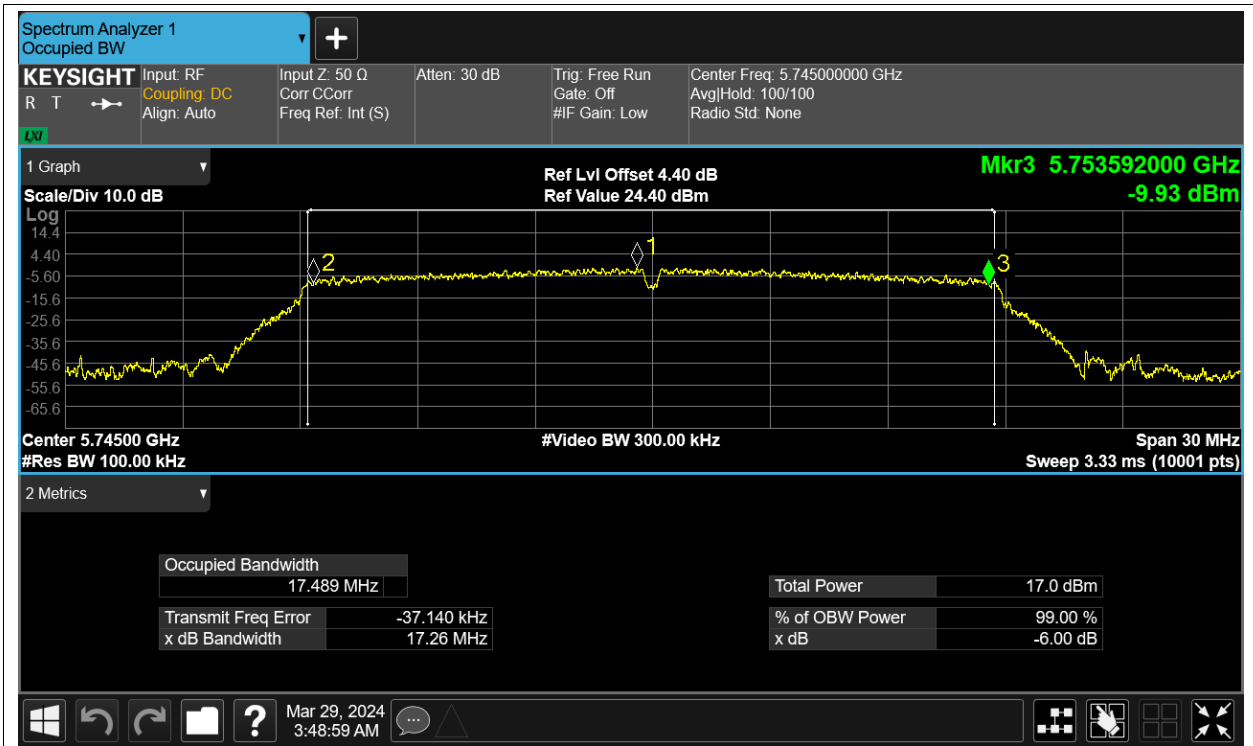 Spectrum Analyzer 1
Occupied BW
KEYSIGHT
R T
LXI
Input: RF
Coupling: DC
Align: Auto
Input Z: 50 Ω
Corr CCorr
Freq Ref: Int (S)
Atten: 30 dB
Trig: Free Run
Gate: Off
#IF Gain: Low
Center Freq: 5.745000000 GHz
Avg|Hold: 100/100
Radio Std: None
1 Graph
Scale/Div 10.0 dB
Ref Lvl Offset 4.40 dB
Ref Value 24.40 dBm
Mkr3 5.753592000 GHz
-9.93 dBm
Log
14.4
4.40
-5.60
-15.6
-25.6
-35.6
-45.6
-55.6
-65.6
2
1
3
Center 5.74500 GHz
#Video BW 300.00 kHz
Span 30 MHz
#Res BW 100.00 kHz
Sweep 3.33 ms (10001 pts)
2 Metrics
Occupied Bandwidth
17.489 MHz
Transmit Freq Error -37.140 kHz
x dB Bandwidth 17.26 MHz
Total Power 17.0 dBm
% of OBW Power 99.00 %
x dB -6.00 dB
?
Mar 29, 2024
3:48:59 AM